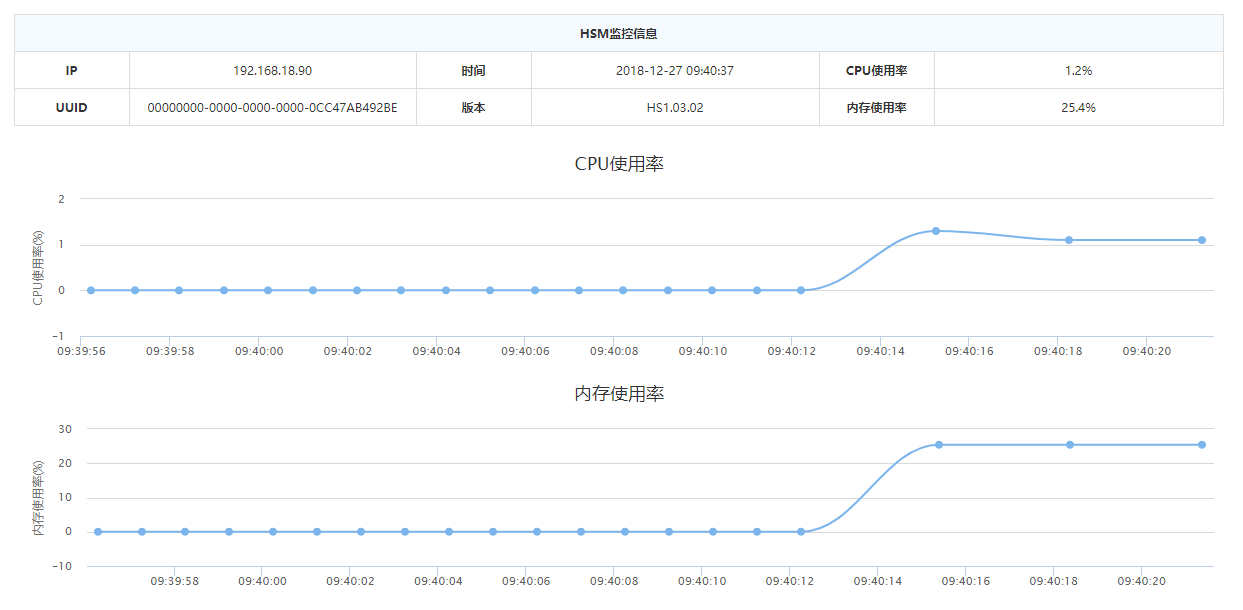 HSM监控信息
IP 192.168.18.90 时间 2018-12-27 09:40:37 CPU使用率 1.2%
UUID 00000000-0000-0000-0000-0CC47AB492BE 版本 HS1.03.02 内存使用率 25.4%
CPU使用率
CPU使用率(%)
2
1
0
-1
09:39:56 09:39:58 09:40:00 09:40:02 09:40:04 09:40:06 09:40:08 09:40:10 09:40:12 09:40:14 09:40:16 09:40:18 09:40:20
内存使用率
内存使用率(%)
30
20
10
0
-10
09:39:58 09:40:00 09:40:02 09:40:04 09:40:06 09:40:08 09:40:10 09:40:12 09:40:14 09:40:16 09:40:18 09:40:20